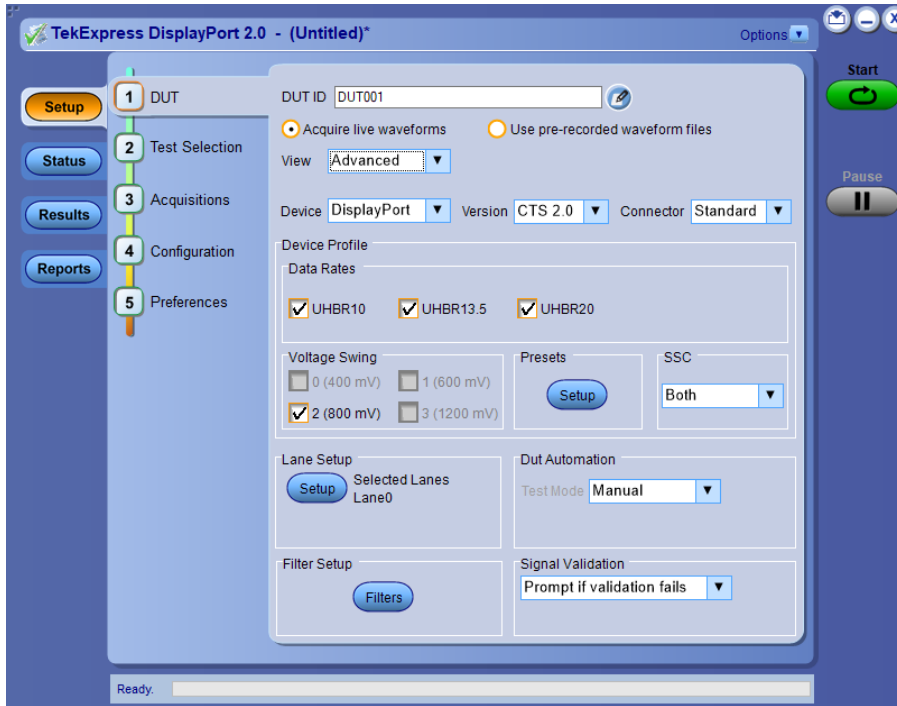 TekExpress DisplayPort 2.0 - (Untitled)*
Options
Start
Pause
Setup
Status
Results
Reports
1 DUT
2 Test Selection
3 Acquisitions
4 Configuration
5 Preferences
DUT ID DUT001
Acquire live waveforms Use pre-recorded waveform files
View Advanced
Device DisplayPort Version CTS 2.0 Connector Standard
Device Profile
Data Rates
UHBR10 UHBR13.5 UHBR20
Voltage Swing
0 (400 mV) 1 (600 mV)
2 (800 mV) 3 (1200 mV)
Presets
Setup
SSC
Both
Lane Setup
Setup Selected Lanes
Lane0
Dut Automation
Test Mode Manual
Filter Setup
Filters
Signal Validation
Prompt if validation fails
Ready.